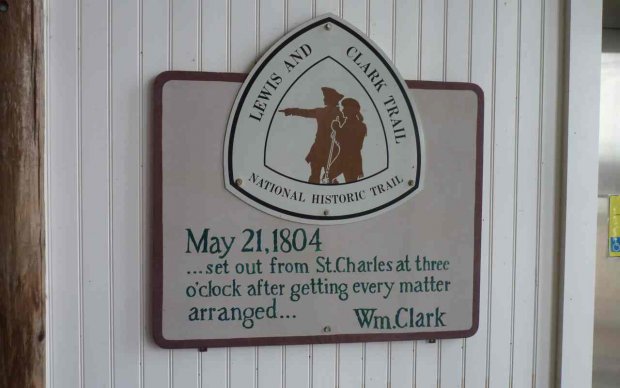 LEWIS AND CLARK TRAIL
NATIONAL HISTORIC TRAIL
May 21, 1804
...set out from St.Charles at three
o'clock after getting every matter
arranged...
Wm.Clark